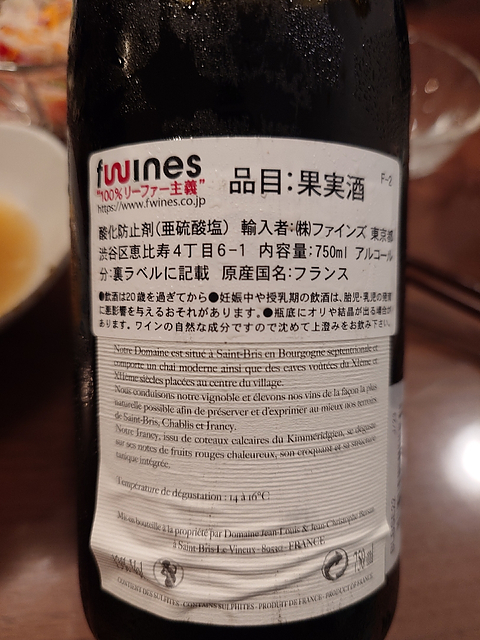 fwines
"100%リーファー主義"
https://www.fwines.co.jp
品目:果実酒
F-2
酸化防止剤(亜硫酸塩) 輸入者:㈱ファインズ 東京都
渋谷区恵比寿4丁目6-1 内容量:750ml アルコール
分:裏ラベルに記載 原産国名:フランス
●飲酒は20歳を過ぎてから●妊娠中や授乳期の飲酒は、胎児・乳児の発育
に悪影響を与えるおそれがあります。●瓶底にオリや結晶が出る場合が
あります。ワインの自然な成分ですので沈めて上澄みをお飲み下さい。
Notre Domaine est situé à Saint-Bris en Bourgogne septentrionale et
comporte un chai moderne ainsi que des caves voûtées du XIème et
XIIème siècles placées au centre du village.
Nous conduisons notre vignoble et élevons nos vins de la façon la plus
naturelle possible afin de préserver et d'exprimer au mieux nos terroirs
de Saint-Bris, Chablis et Irancy.
Notre Irancy, issu de coteaux calcaires du Kimméridgien, se déguste
sur ses notes de fruits rouges chaleureux, son croquant et sa structure
tanique intégrée.
Température de dégustation : 14 à 16°C
Mis en bouteille à la propriété par Domaine Jean-Louis & Jean-Christophe Bersan
à Saint-Bris-Le-Vineux - 89530 - FRANCE
750 ml
CONTIENT DES SULFITES - CONTAINS SULPHITES - PRODUIT DE FRANCE - PRODUCT OF FRANCE